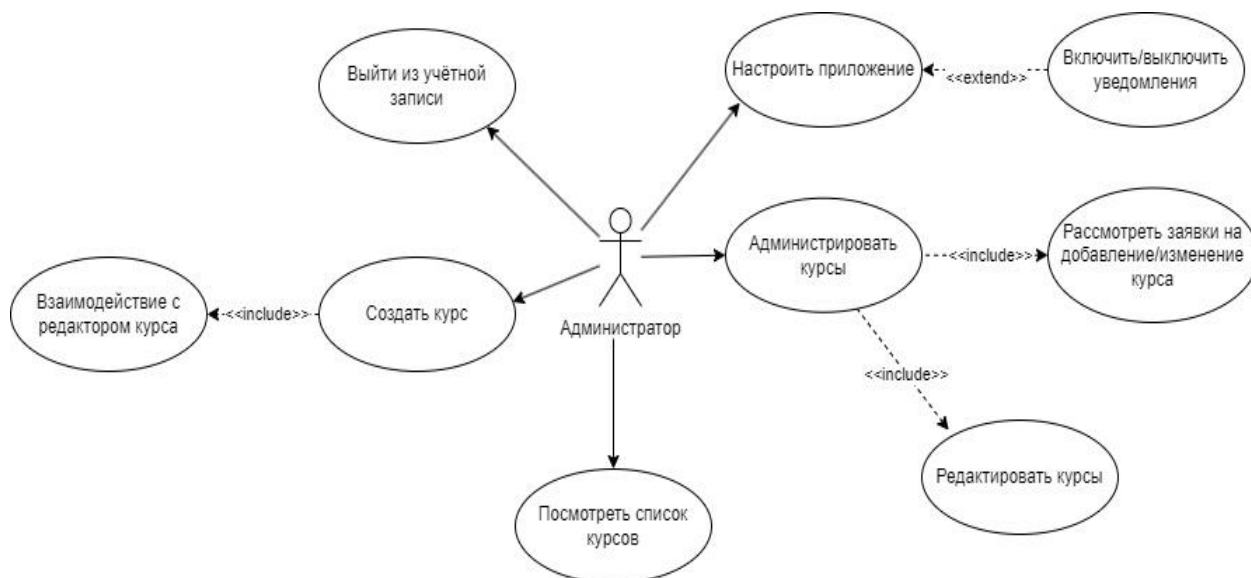 Выйти из учётной
записи
Настроить приложение
<<extend>>
Включить/выключить
уведомления
Администрировать
курсы
<<include>>
Рассмотреть заявки на
добавление/изменение
курса
Взаимодействие с
редактором курса
<<include>>
Создать курс
Администратор
<<include>>
Редактировать курсы
Посмотреть список
курсов